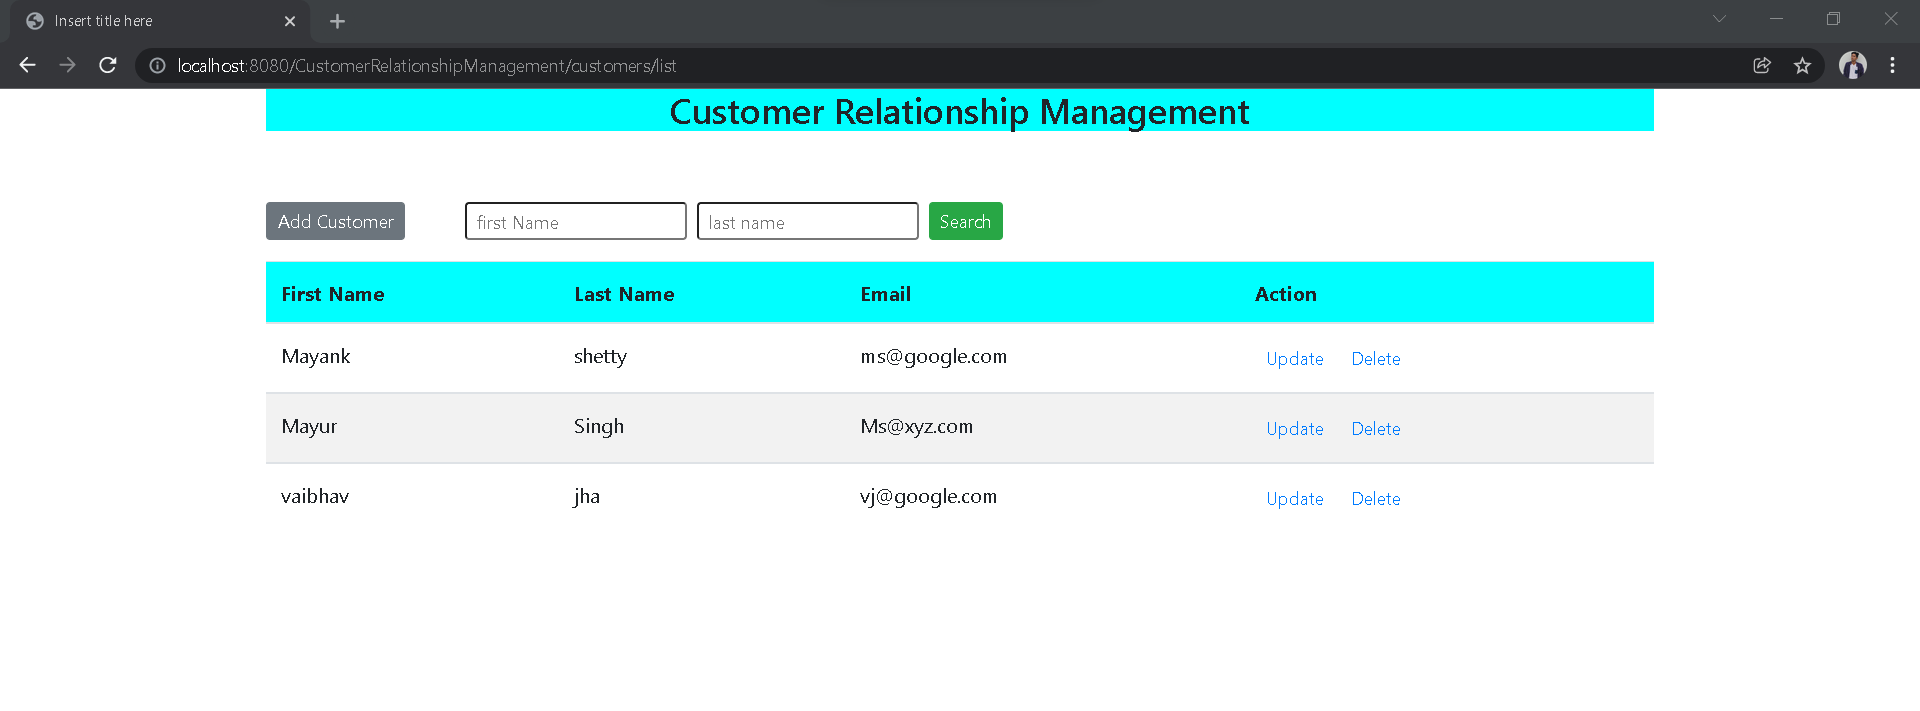 Insert title here
localhost:8080/CustomerRelationshipManagement/customers/list
Customer Relationship Management
Add Customer first Name last name Search
First Name Last Name Email Action
Mayank shetty ms@google.com Update Delete
Mayur Singh Ms@xyz.com Update Delete
vaibhav jha vj@google.com Update Delete